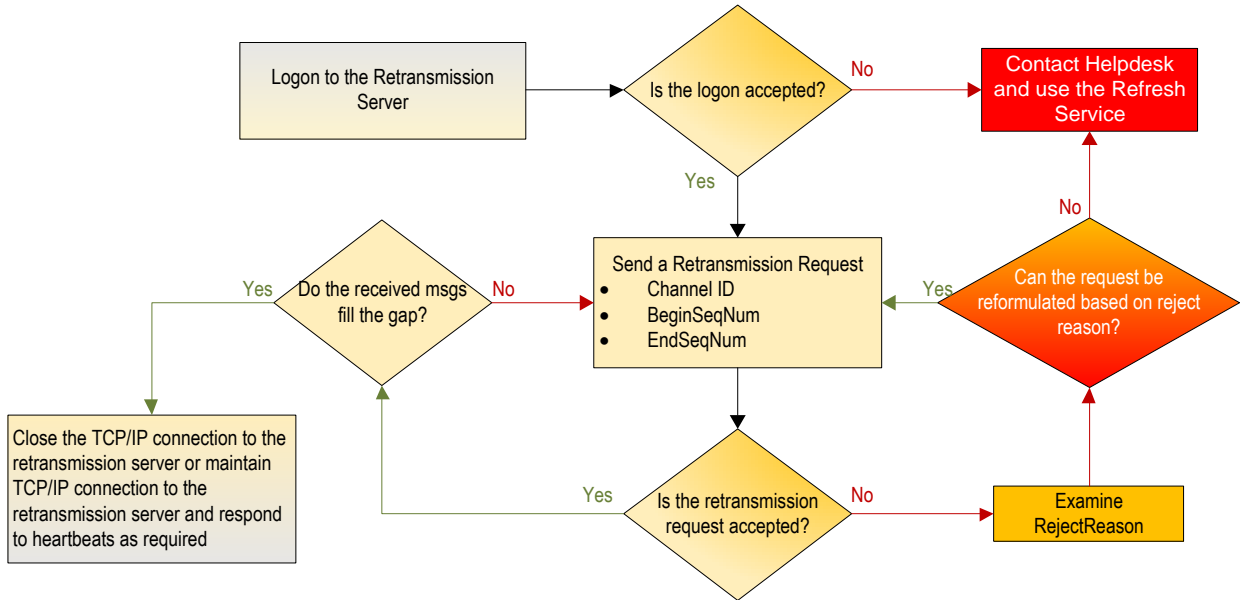 Logon to the Retransmission
Server
Is the logon accepted?
No
Contact Helpdesk
and use the Refresh
Service
Yes
No
Send a Retransmission Request
• Channel ID
• BeginSeqNum
• EndSeqNum
Yes
Do the received msgs
fill the gap?
No
Yes
Can the request be
reformulated based on reject
reason?
Close the TCP/IP connection to the
retransmission server or maintain
TCP/IP connection to the
retransmission server and respond
to heartbeats as required
Yes
Is the retransmission
request accepted?
No
Examine
RejectReason